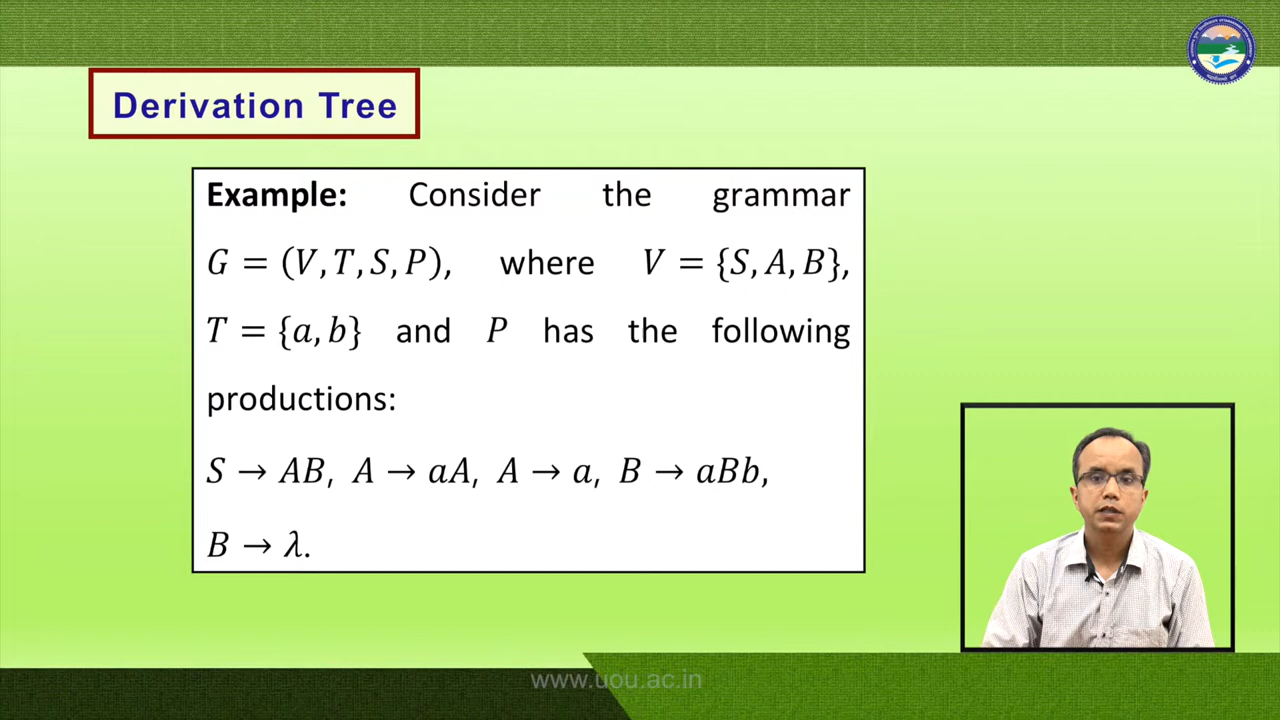 Derivation Tree
Example: Consider the grammar
G = (V, T, S, P), where V = {S, A, B},
T = {a, b} and P has the following
productions:
S → AB, A → aA, A → a, B → aBb,
B → λ.
www.uou.ac.in